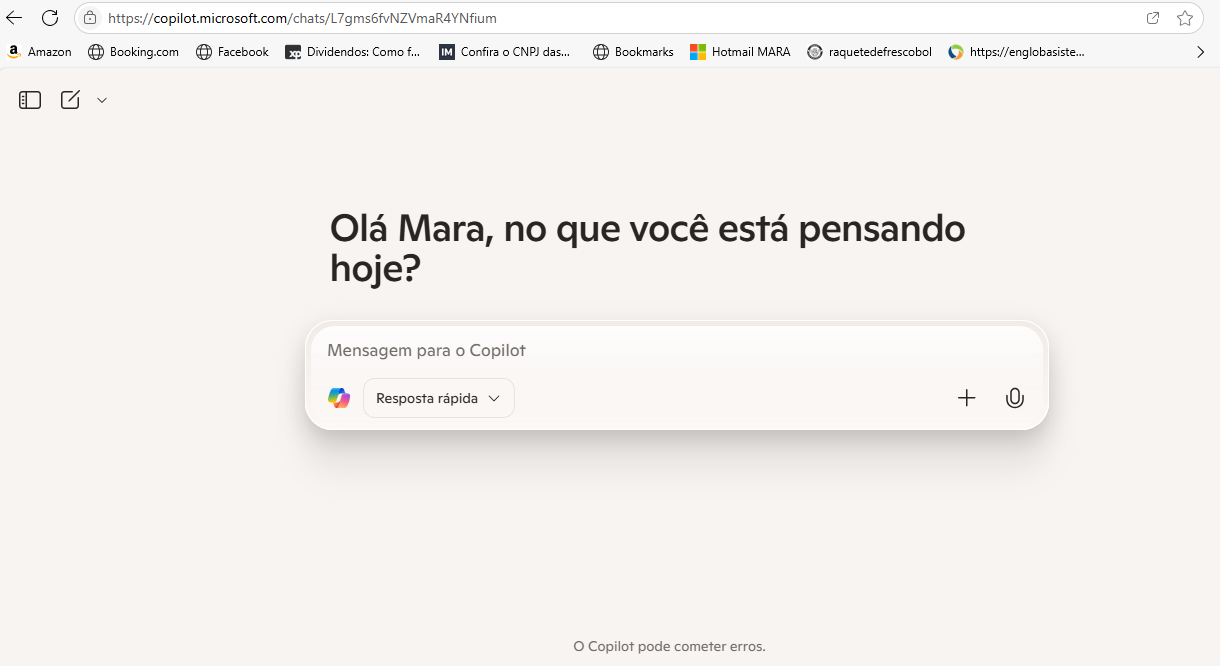 https://copilot.microsoft.com/chats/L7gms6fvNZVmaR4YNfium
Amazon Booking.com Facebook Dividendos: Como f... Confira o CNPJ das... Bookmarks Hotmail MARA raquetedefrescobol https://englobasiste...
Olá Mara, no que você está pensando
hoje?
Mensagem para o Copilot
Resposta rápida
O Copilot pode cometer erros.